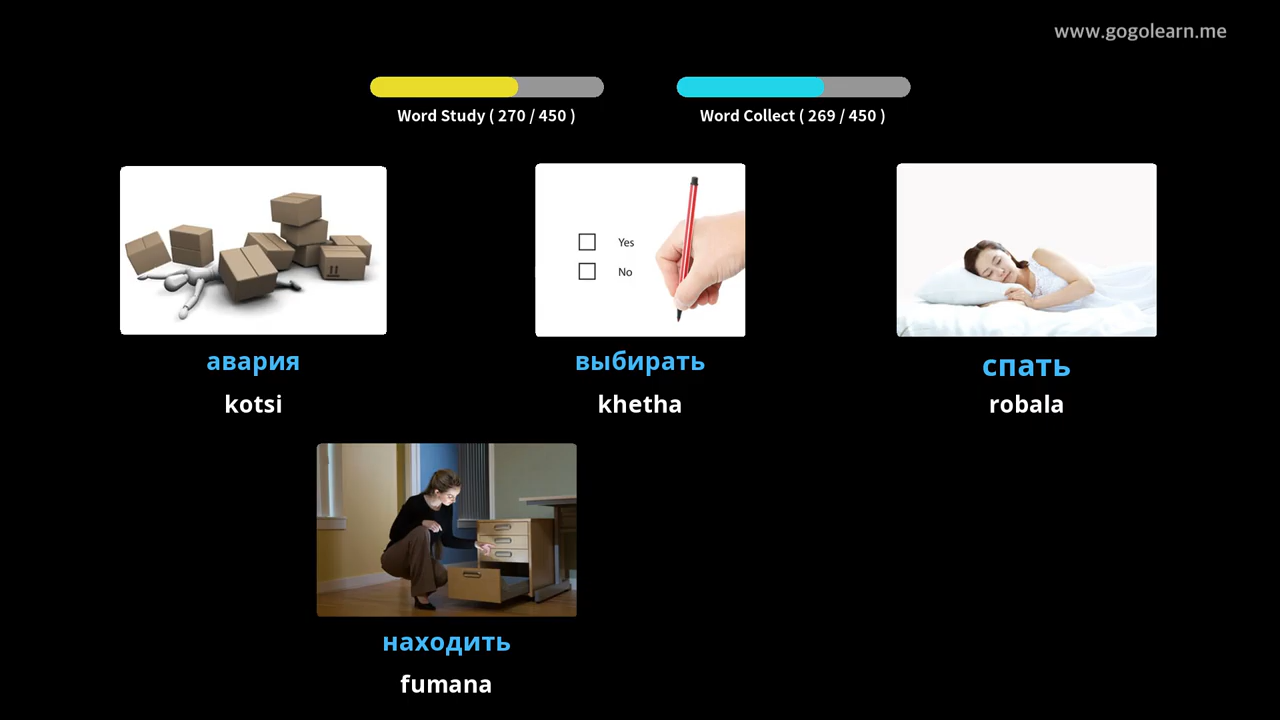 www.gogolearn.me
Word Study ( 270 / 450 )
Word Collect ( 269 / 450 )
Yes
No
авария
выбирать
спать
kotsi
khetha
robala
находить
fumana